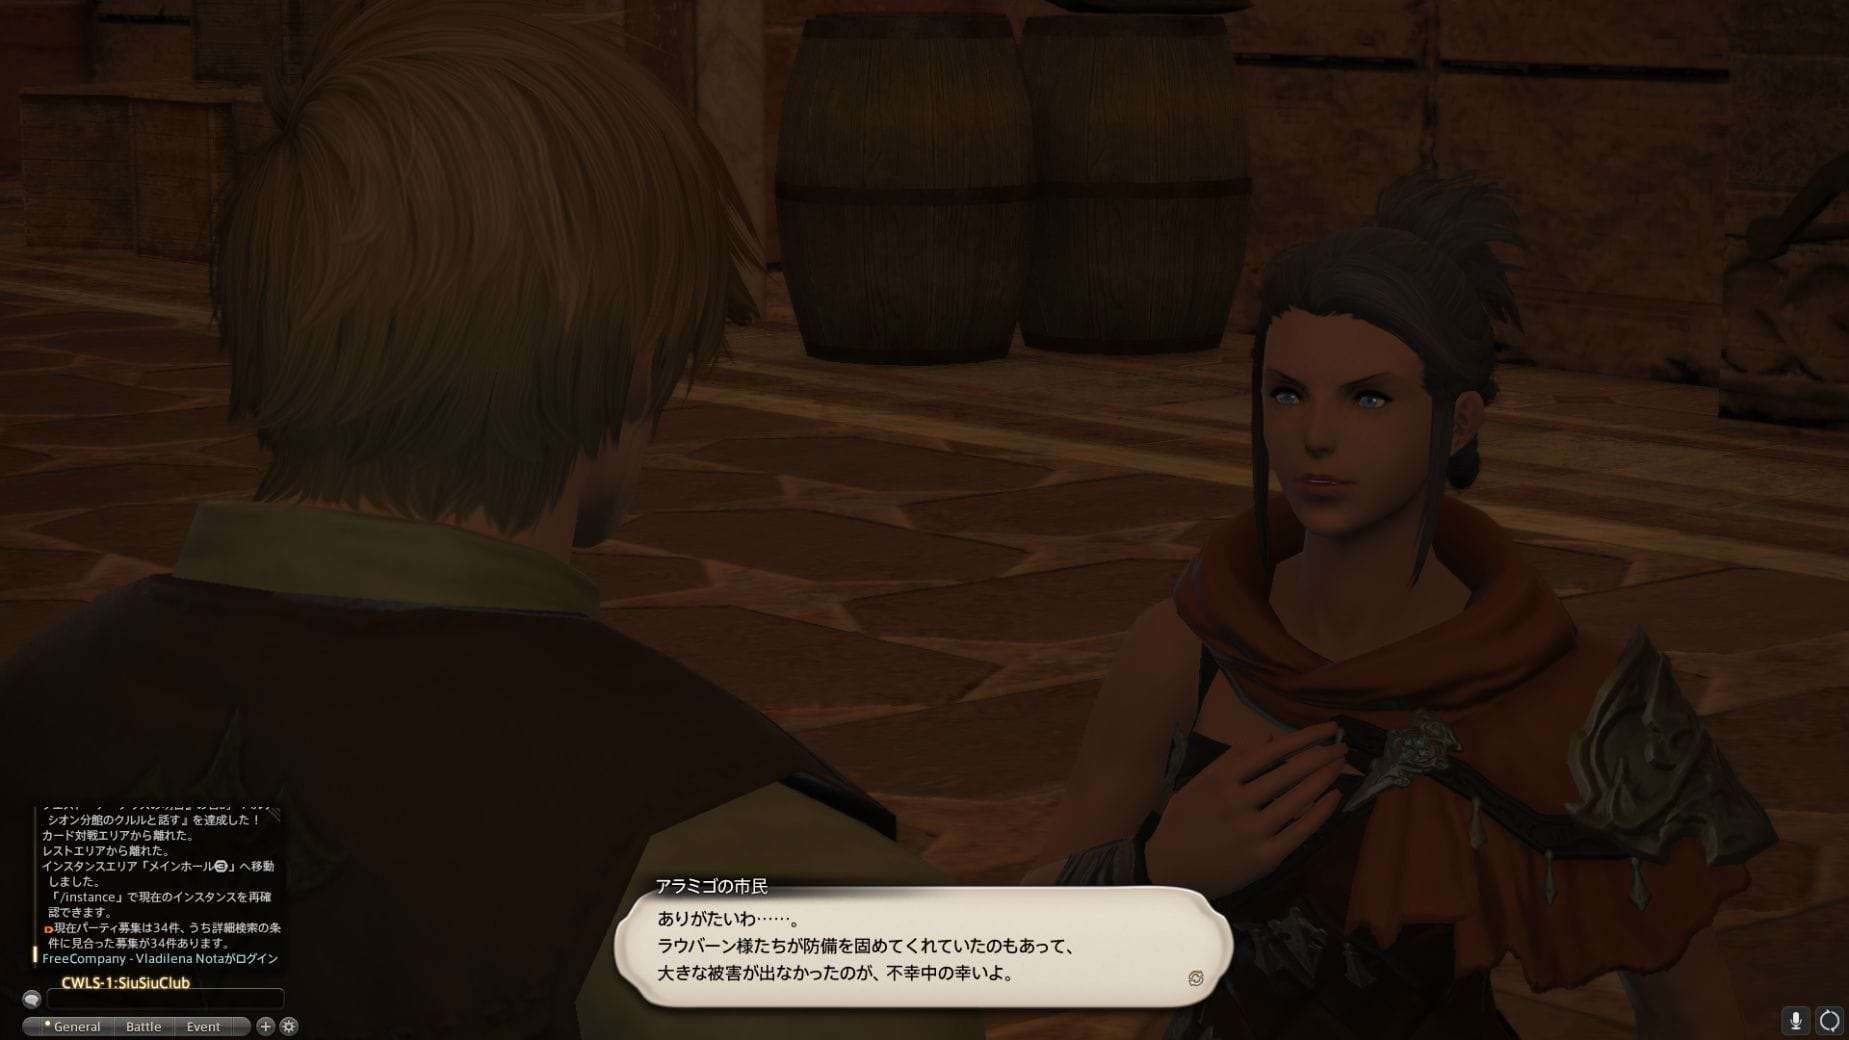 アラミゴの市民
ありがたいわ……。
ラウバーン様たちが防備を固めてくれていたのもあって、
大きな被害が出なかったのが、不幸中の幸いよ。
シオン分館のクルルと話す』を達成した！
カード対戦エリアから離れた。
レストエリアから離れた。
インスタンスエリア「メインホール③」へ移動
しました。
「/instance」で現在のインスタンスを再確
認できます。
現在パーティ募集は34件、うち詳細検索の条
件に見合った募集が34件あります。
FreeCompany - Vladilena Notaがログイン
CWLS-1:SiuSiuClub
General Battle Event